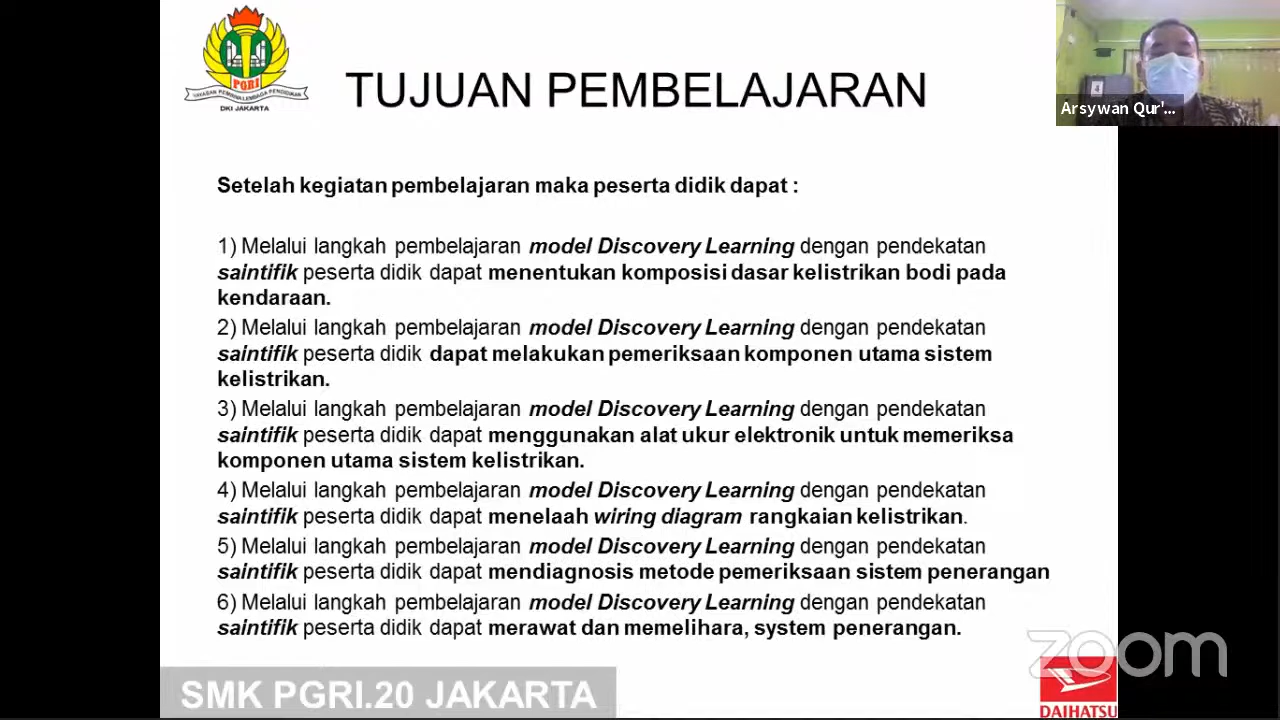 TUJUAN PEMBELAJARAN
PGRI
YAYASAN PEMBINA LEMBAGA PENDIDIKAN
DKI JAKARTA
Arsywan Qur'...
Setelah kegiatan pembelajaran maka peserta didik dapat :
1) Melalui langkah pembelajaran model Discovery Learning dengan pendekatan
saintifik peserta didik dapat menentukan komposisi dasar kelistrikan bodi pada
kendaraan.
2) Melalui langkah pembelajaran model Discovery Learning dengan pendekatan
saintifik peserta didik dapat melakukan pemeriksaan komponen utama sistem
kelistrikan.
3) Melalui langkah pembelajaran model Discovery Learning dengan pendekatan
saintifik peserta didik dapat menggunakan alat ukur elektronik untuk memeriksa
komponen utama sistem kelistrikan.
4) Melalui langkah pembelajaran model Discovery Learning dengan pendekatan
saintifik peserta didik dapat menelaah wiring diagram rangkaian kelistrikan.
5) Melalui langkah pembelajaran model Discovery Learning dengan pendekatan
saintifik peserta didik dapat mendiagnosis metode pemeriksaan sistem penerangan
6) Melalui langkah pembelajaran model Discovery Learning dengan pendekatan
saintifik peserta didik dapat merawat dan memelihara, system penerangan.
zoom
SMK PGRI.20 JAKARTA
DAIHATSU